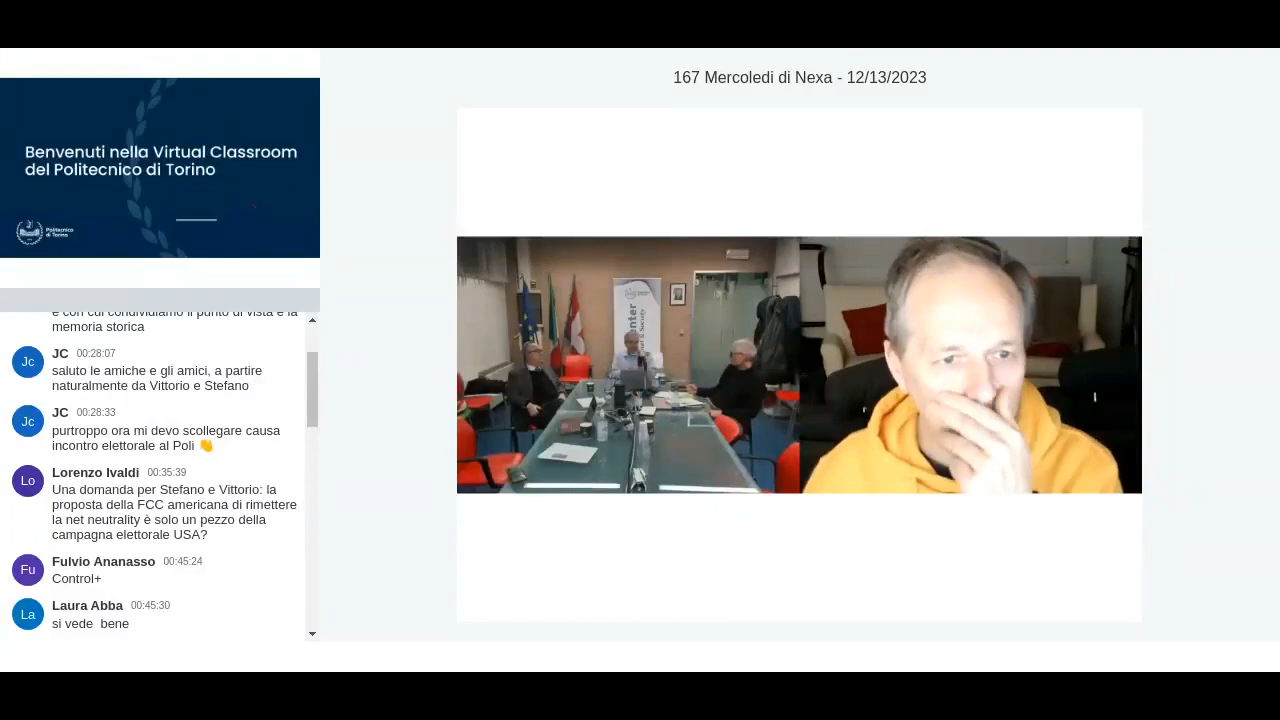 167 Mercoledi di Nexa - 12/13/2023
Benvenuti nella Virtual Classroom
del Politecnico di Torino
Politecnico
di Torino
e con cui condividiamo il punto di vista e la
memoria storica
Jc
JC 00:28:07
saluto le amiche e gli amici, a partire
naturalmente da Vittorio e Stefano
Jc
JC 00:28:33
purtroppo ora mi devo scollegare causa
incontro elettorale al Poli 👋
Lo
Lorenzo Ivaldi 00:35:39
Una domanda per Stefano e Vittorio: la
proposta della FCC americana di rimettere
la net neutrality è solo un pezzo della
campagna elettorale USA?
Fu
Fulvio Ananasso 00:45:24
Control+
La
Laura Abba 00:45:30
si vede bene